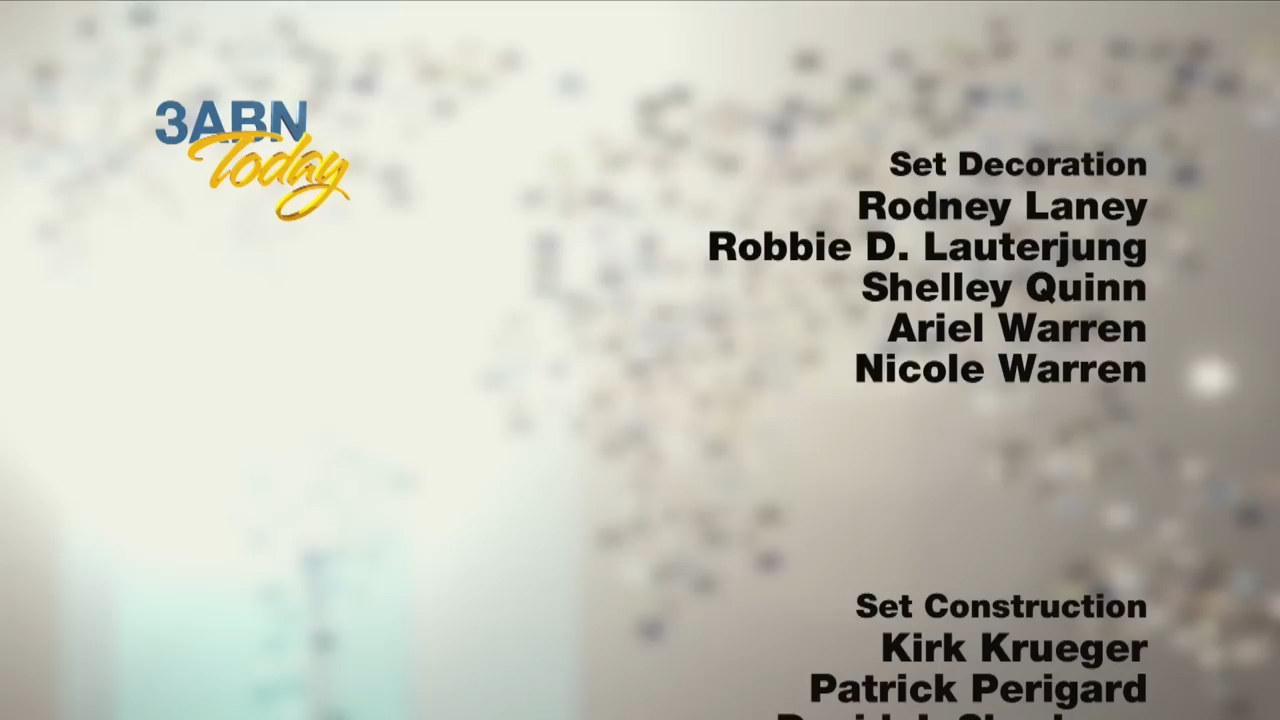 3ABN
Today
Set Decoration
Rodney Laney
Robbie D. Lauterjung
Shelley Quinn
Ariel Warren
Nicole Warren
Set Construction
Kirk Krueger
Patrick Perigard